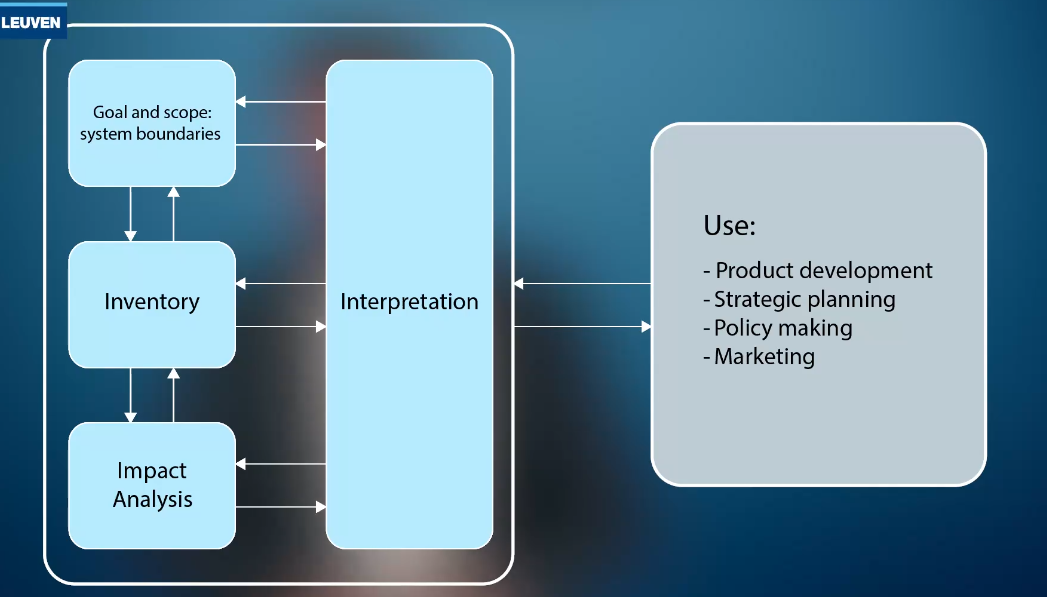 LEUVEN
Goal and scope:
system boundaries
Inventory
Impact
Analysis
Interpretation
Use:
- Product development
- Strategic planning
- Policy making
- Marketing